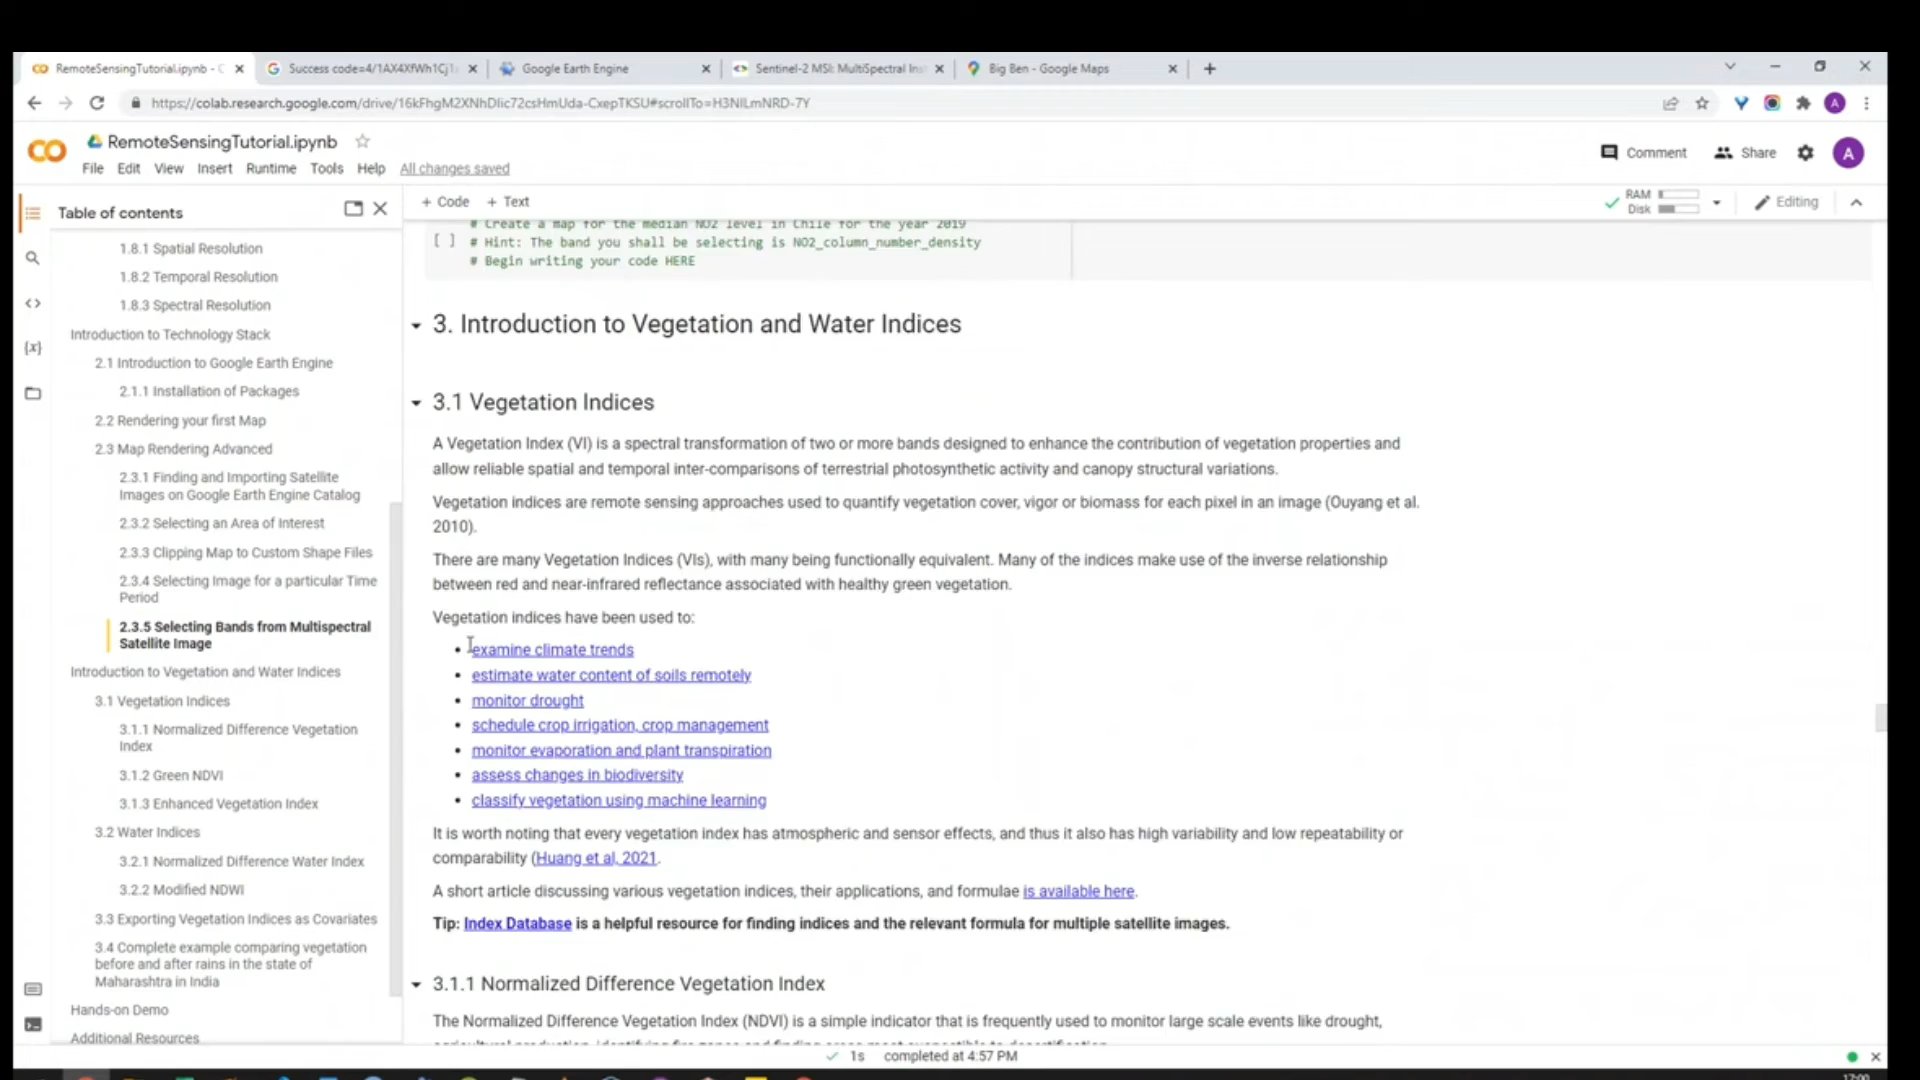 RemoteSensingTutorial.ipynb - C
Success code=4/1AX4XfWh1Cj1
Google Earth Engine
Sentinel-2 MSI: MultiSpectral Ins
Big Ben - Google Maps
https://colab.research.google.com/drive/16kFhgM2XNhDlic72csHmUda-CxepTKSU#scrollTo=H3NILmNRD-7Y
RemoteSensingTutorial.ipynb
File Edit View Insert Runtime Tools Help All changes saved
Comment Share A
+ Code + Text
RAM
Disk
Editing
Table of contents
1.8.1 Spatial Resolution
1.8.2 Temporal Resolution
1.8.3 Spectral Resolution
Introduction to Technology Stack
2.1 Introduction to Google Earth Engine
2.1.1 Installation of Packages
2.2 Rendering your first Map
2.3 Map Rendering Advanced
2.3.1 Finding and Importing Satellite
Images on Google Earth Engine Catalog
2.3.2 Selecting an Area of Interest
2.3.3 Clipping Map to Custom Shape Files
2.3.4 Selecting Image for a particular Time
Period
2.3.5 Selecting Bands from Multispectral
Satellite Image
Introduction to Vegetation and Water Indices
3.1 Vegetation Indices
3.1.1 Normalized Difference Vegetation
Index
3.1.2 Green NDVI
3.1.3 Enhanced Vegetation Index
3.2 Water Indices
3.2.1 Normalized Difference Water Index
3.2.2 Modified NDWI
3.3 Exporting Vegetation Indices as Covariates
3.4 Complete example comparing vegetation
before and after rains in the state of
Maharashtra in India
Hands-on Demo
Additional Resources
# Create a map for the median NO2 level in Chile for the year 2019
[ ] # Hint: The band you shall be selecting is NO2_column_number_density
# Begin writing your code HERE
3. Introduction to Vegetation and Water Indices
3.1 Vegetation Indices
A Vegetation Index (VI) is a spectral transformation of two or more bands designed to enhance the contribution of vegetation properties and
allow reliable spatial and temporal inter-comparisons of terrestrial photosynthetic activity and canopy structural variations.
Vegetation indices are remote sensing approaches used to quantify vegetation cover, vigor or biomass for each pixel in an image (Ouyang et al.
2010).
There are many Vegetation Indices (VIs), with many being functionally equivalent. Many of the indices make use of the inverse relationship
between red and near-infrared reflectance associated with healthy green vegetation.
Vegetation indices have been used to:
• examine climate trends
• estimate water content of soils remotely
• monitor drought
• schedule crop irrigation, crop management
• monitor evaporation and plant transpiration
• assess changes in biodiversity
• classify vegetation using machine learning
It is worth noting that every vegetation index has atmospheric and sensor effects, and thus it also has high variability and low repeatability or
comparability (Huang et al, 2021.
A short article discussing various vegetation indices, their applications, and formulae is available here.
Tip: Index Database is a helpful resource for finding indices and the relevant formula for multiple satellite images.
3.1.1 Normalized Difference Vegetation Index
The Normalized Difference Vegetation Index (NDVI) is a simple indicator that is frequently used to monitor large scale events like drought,
1s completed at 4:57 PM